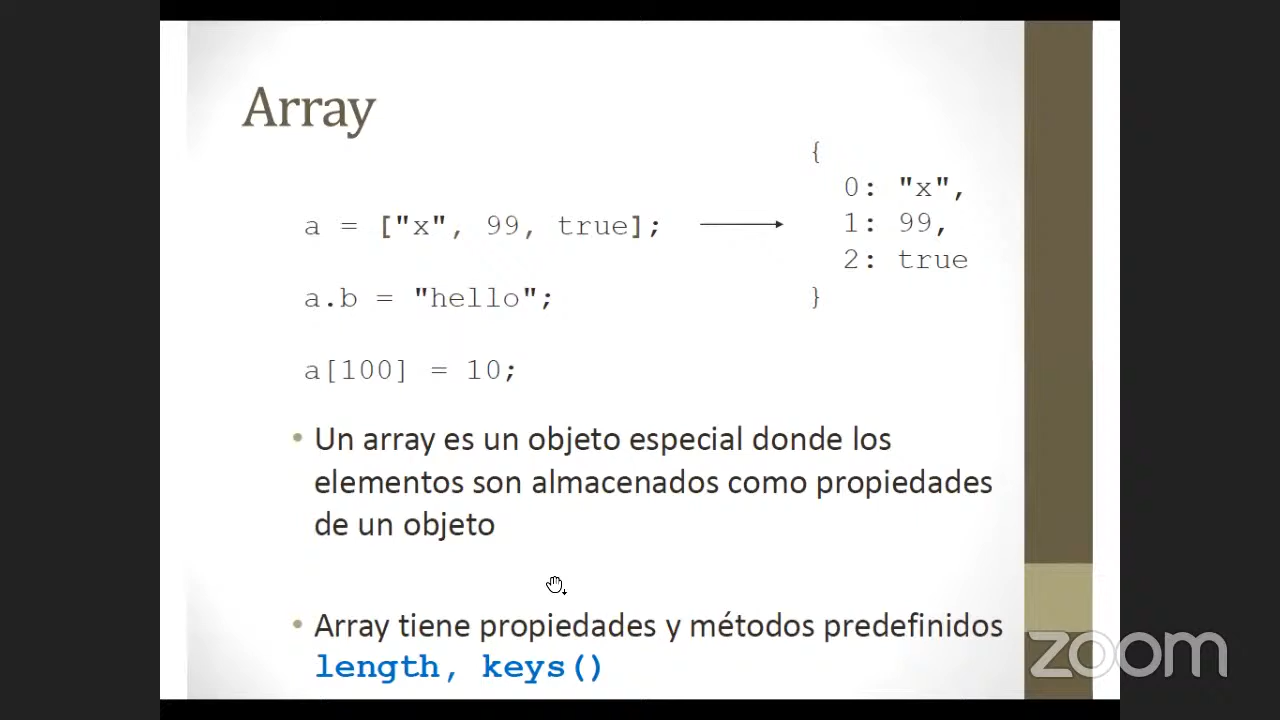 Array
a = ["x", 99, true];
{
0: "x",
1: 99,
2: true
}
a.b = "hello";
a[100] = 10;
• Un array es un objeto especial donde los
elementos son almacenados como propiedades
de un objeto
• Array tiene propiedades y métodos predefinidos
length, keys()
zoom